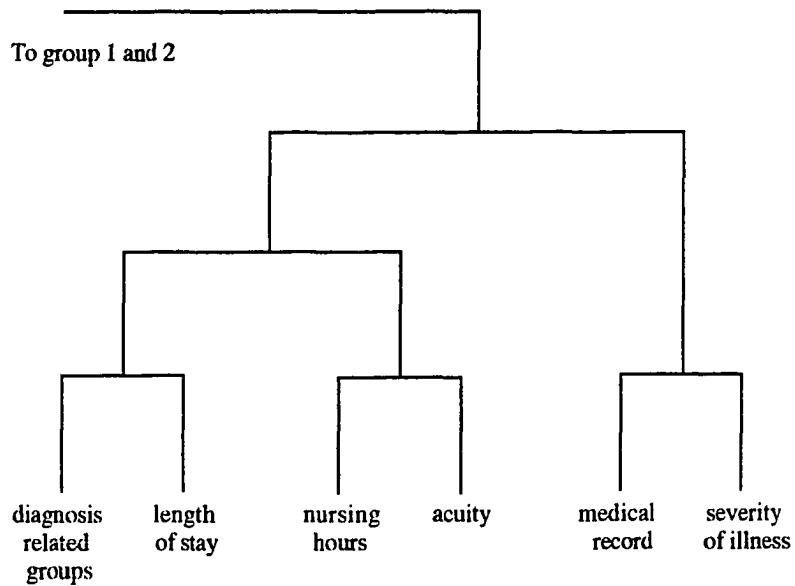 To group 1 and 2
diagnosis
related
groups
length
of stay
nursing
hours
acuity
medical
record
severity
of illness